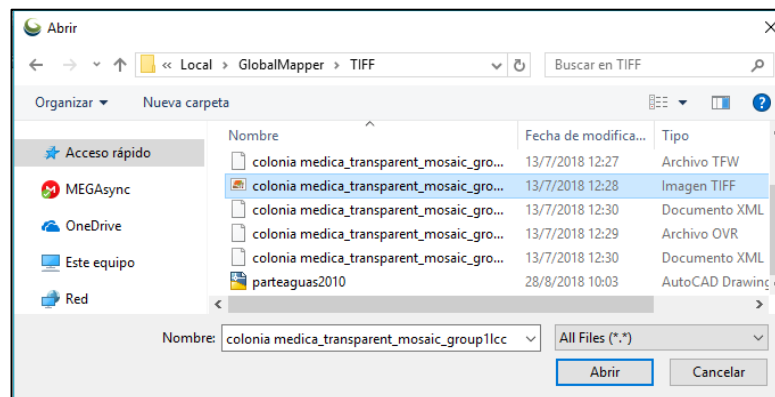 Abrir
« Local › GlobalMapper › TIFF
Buscar en TIFF
Organizar
Nueva carpeta
Nombre
Fecha de modifica...
Tipo
Acceso rápido
MEGAsync
OneDrive
Este equipo
Red
colonia medica_transparent_mosaic_gro... 13/7/2018 12:27 Archivo TFW
colonia medica_transparent_mosaic_gro... 13/7/2018 12:28 Imagen TIFF
colonia medica_transparent_mosaic_gro... 13/7/2018 12:30 Documento XML
colonia medica_transparent_mosaic_gro... 13/7/2018 12:29 Archivo OVR
colonia medica_transparent_mosaic_gro... 13/7/2018 12:30 Documento XML
parteaguas2010 28/8/2018 10:03 AutoCAD Drawing
Nombre: colonia medica_transparent_mosaic_group1lcc
All Files (*.*)
Abrir
Cancelar